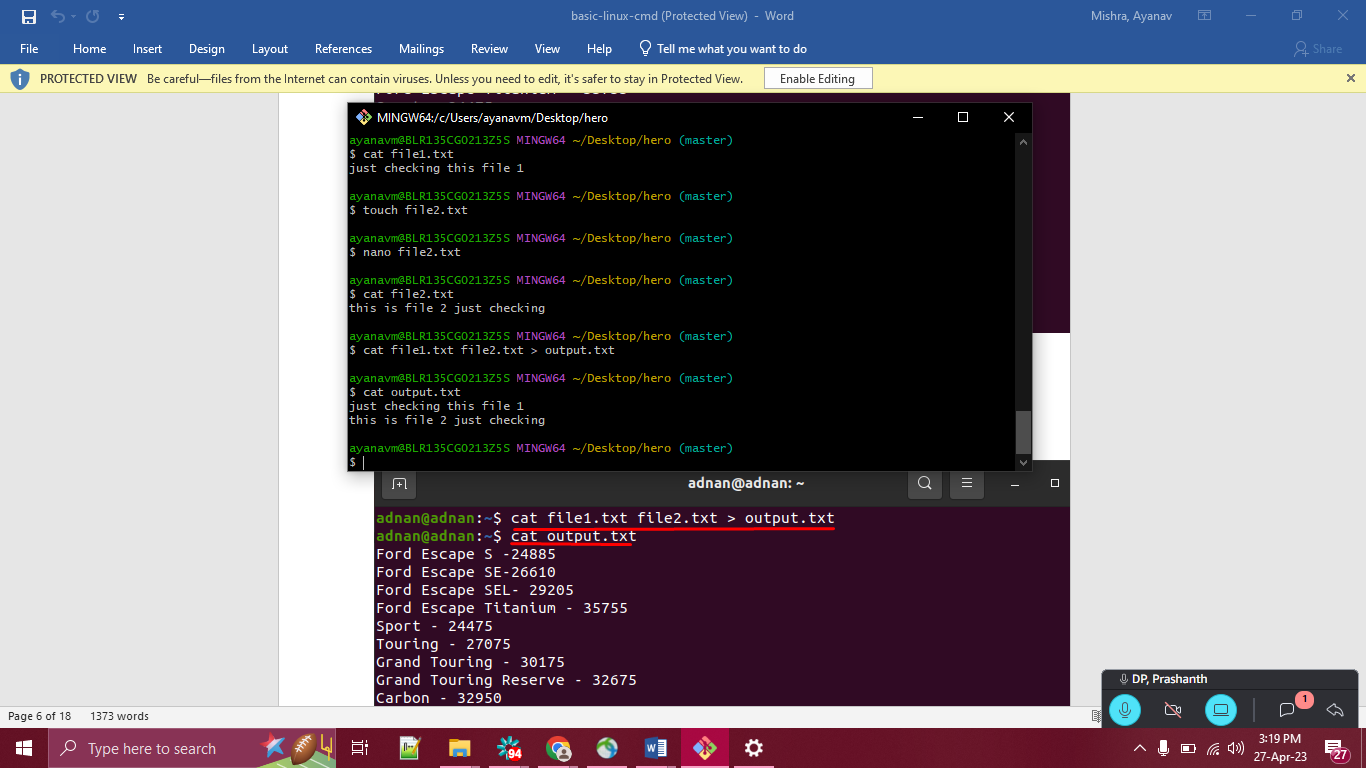 basic-linux-cmd (Protected View) - Word
Mishra, Ayanav
File Home Insert Design Layout References Mailings Review View Help Tell me what you want to do Share
PROTECTED VIEW Be careful—files from the Internet can contain viruses. Unless you need to edit, it's safer to stay in Protected View. Enable Editing
MINGW64:/c/Users/ayanavm/Desktop/hero
ayanavm@BLR135CG0213Z5S MINGW64 ~/Desktop/hero (master)
$ cat file1.txt
just checking this file 1
ayanavm@BLR135CG0213Z5S MINGW64 ~/Desktop/hero (master)
$ touch file2.txt
ayanavm@BLR135CG0213Z5S MINGW64 ~/Desktop/hero (master)
$ nano file2.txt
ayanavm@BLR135CG0213Z5S MINGW64 ~/Desktop/hero (master)
$ cat file2.txt
this is file 2 just checking
ayanavm@BLR135CG0213Z5S MINGW64 ~/Desktop/hero (master)
$ cat file1.txt file2.txt > output.txt
ayanavm@BLR135CG0213Z5S MINGW64 ~/Desktop/hero (master)
$ cat output.txt
just checking this file 1
this is file 2 just checking
ayanavm@BLR135CG0213Z5S MINGW64 ~/Desktop/hero (master)
$
adnan@adnan: ~
adnan@adnan:~$ cat file1.txt file2.txt > output.txt
adnan@adnan:~$ cat output.txt
Ford Escape S -24885
Ford Escape SE-26610
Ford Escape SEL- 29205
Ford Escape Titanium - 35755
Sport - 24475
Touring - 27075
Grand Touring - 30175
Grand Touring Reserve - 32675
Carbon - 32950
DP, Prashanth
1
Page 6 of 18 1373 words
Type here to search
94
3:19 PM
27-Apr-23
27